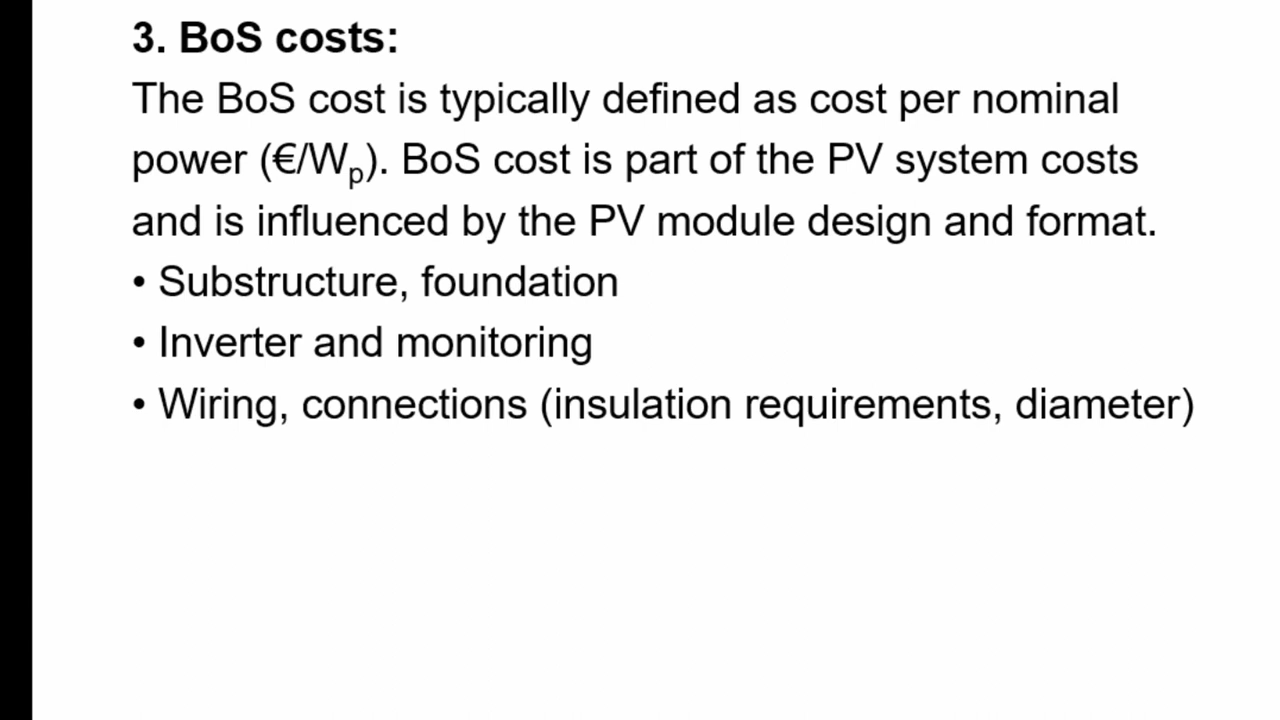 3. BoS costs:
The BoS cost is typically defined as cost per nominal
power (€/Wp). BoS cost is part of the PV system costs
and is influenced by the PV module design and format.
• Substructure, foundation
• Inverter and monitoring
• Wiring, connections (insulation requirements, diameter)